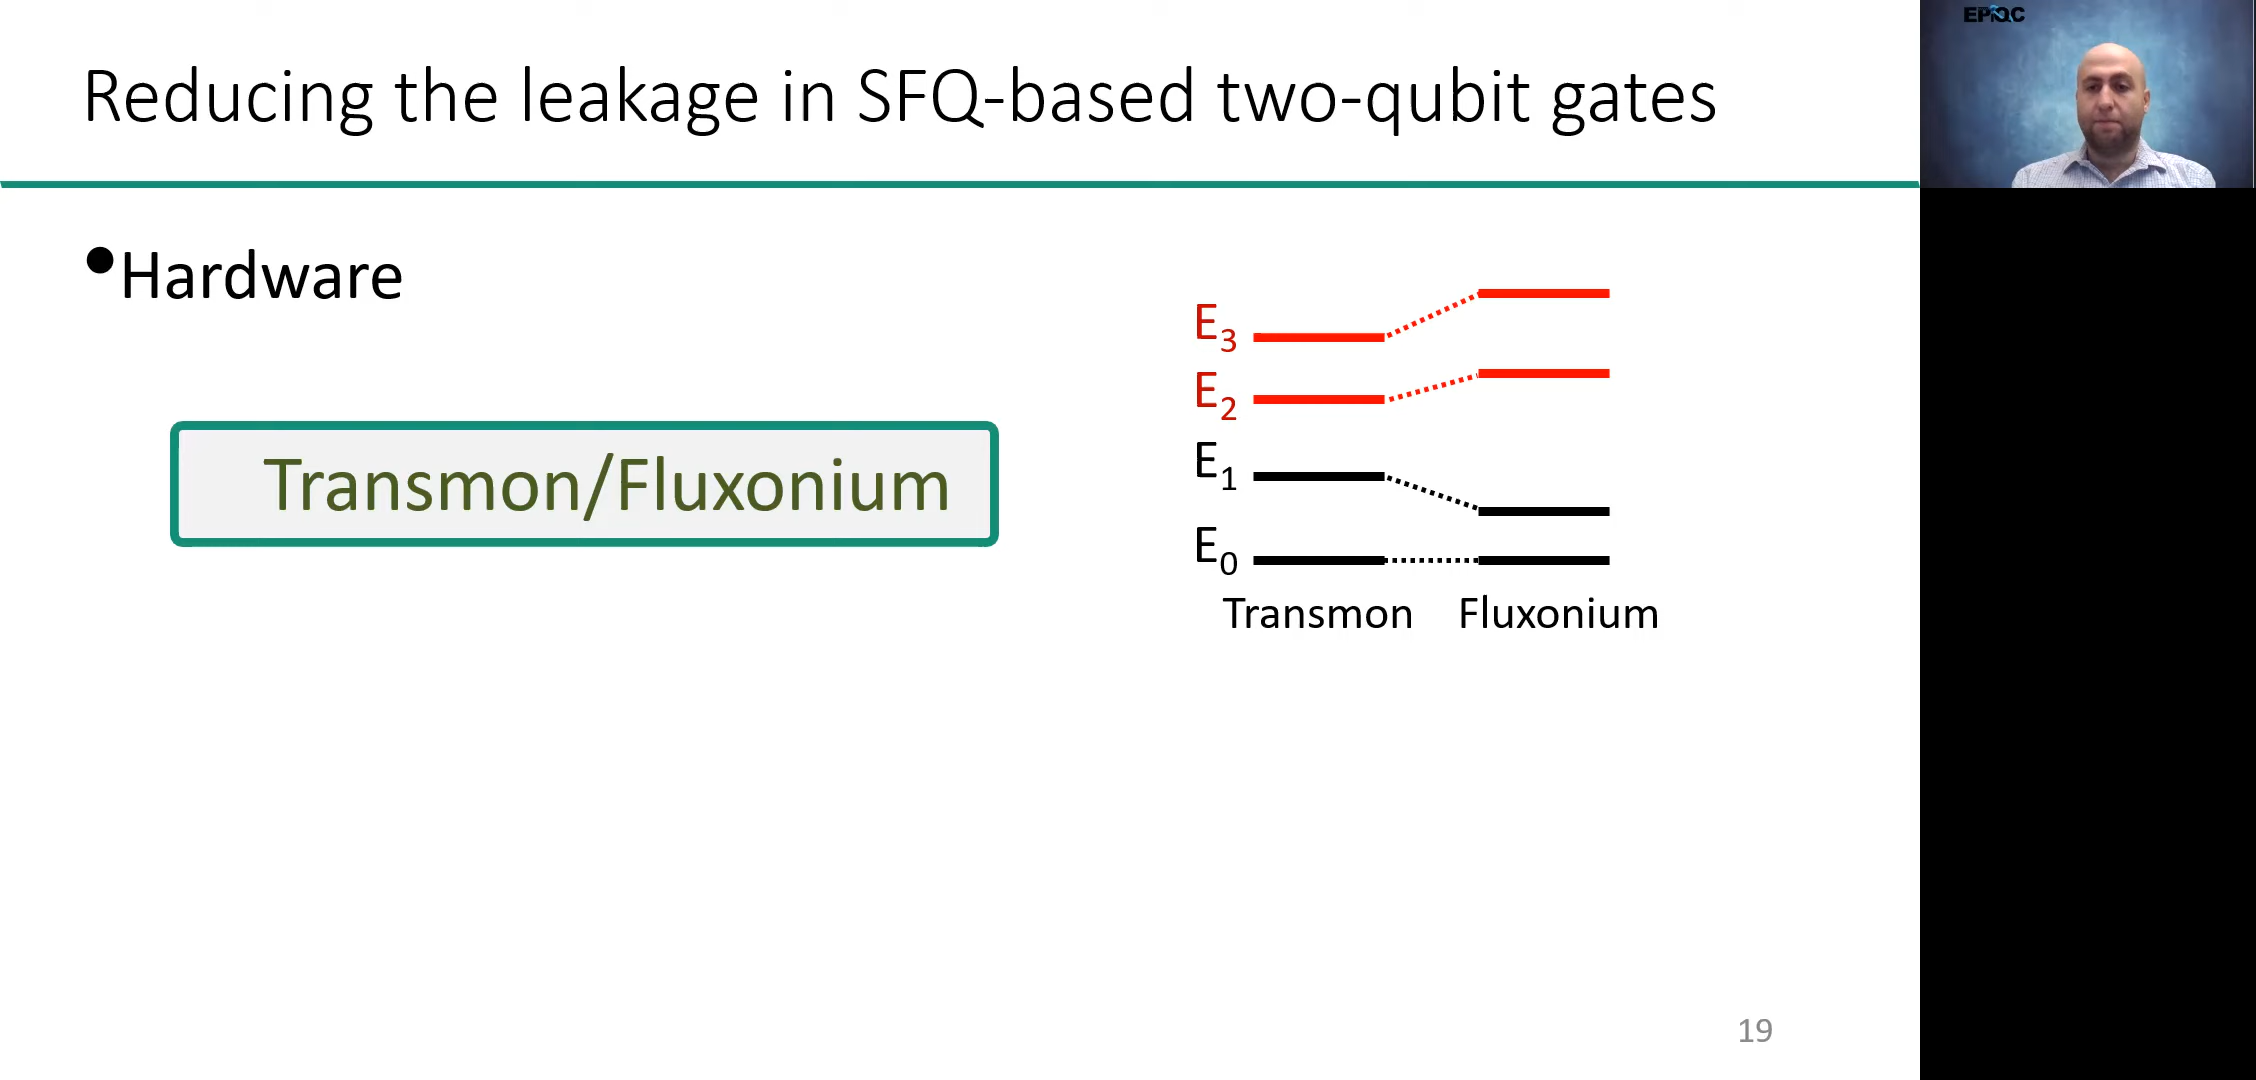 Reducing the leakage in SFQ-based two-qubit gates
EPiQC
•Hardware
Transmon/Fluxonium
E3
E2
E1
E0
Transmon Fluxonium
19